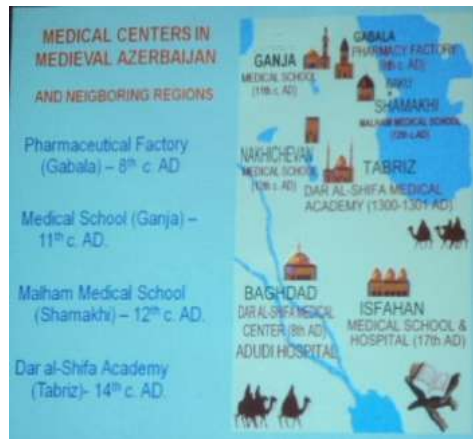 MEDICAL CENTERS IN
MEDIEVAL AZERBAIJAN
AND NEIGBORING REGIONS
Pharmaceutical Factory
(Gabala) – 8th c. AD
Medical School (Ganja) –
11th c. AD.
Malham Medical School
(Shamakhi) – 12th c. AD.
Dar al-Shifa Academy
(Tabriz)- 14th c. AD.
GANJA
MEDICAL SCHOOL
(11th c. AD)
GABALA
PHARMACY FACTORY
BAKU
SHAMAKHI
MALHAM MEDICAL SCHOOL
(12th c.AD)
NAKHICHEVAN
MEDICAL SCHOOL
TABRIZ
DAR AL-SHIFA MEDICAL
ACADEMY (1300-1301 AD)
BAGHDAD
DAR AL-SHIFA MEDICAL
CENTER (8th AD)
ADUDI HOSPITAL
ISFAHAN
MEDICAL SCHOOL &
HOSPITAL (17th AD)